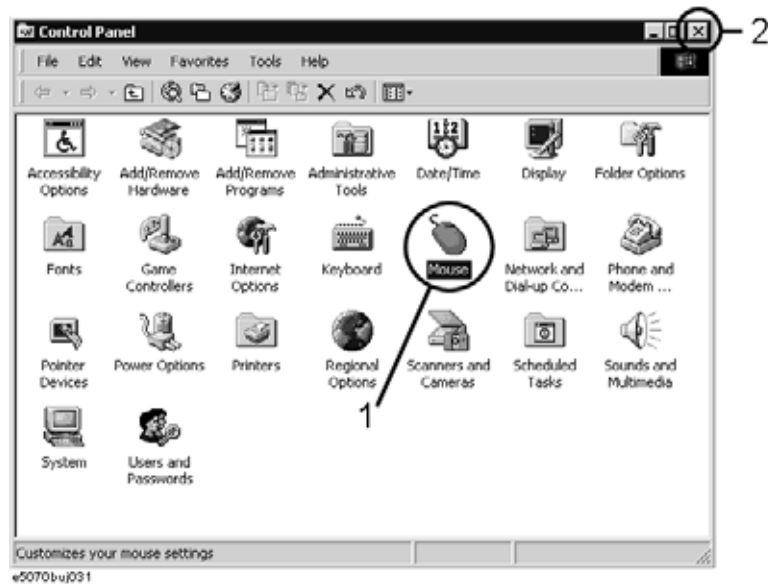 Control Panel
2
File Edit View Favorites Tools Help
Accessibility Options
Add/Remove Hardware
Add/Remove Programs
Administrative Tools
Date/Time
Display
Folder Options
Fonts
Game Controllers
Internet Options
Keyboard
Mouse
Network and Dial-up Co...
Phone and Modem ...
Pointer Devices
Power Options
Printers
Regional Options
Scanners and Cameras
Scheduled Tasks
Sounds and Multimedia
1
System
Users and Passwords
Customizes your mouse settings
e5070buj031